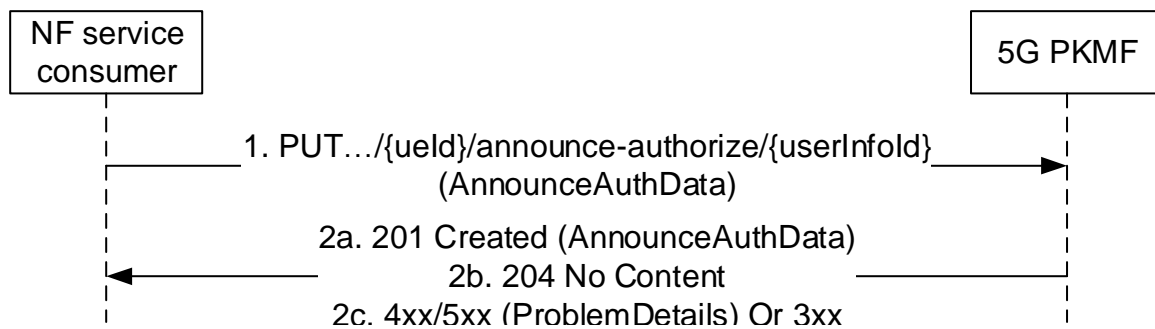 NF service
consumer
5G PKMF
1. PUT…/{ueId}/announce-authorize/{userInfoId}
(AnnounceAuthData)
2a. 201 Created (AnnounceAuthData)
2b. 204 No Content
2c. 4xx/5xx (ProblemDetails) Or 3xx